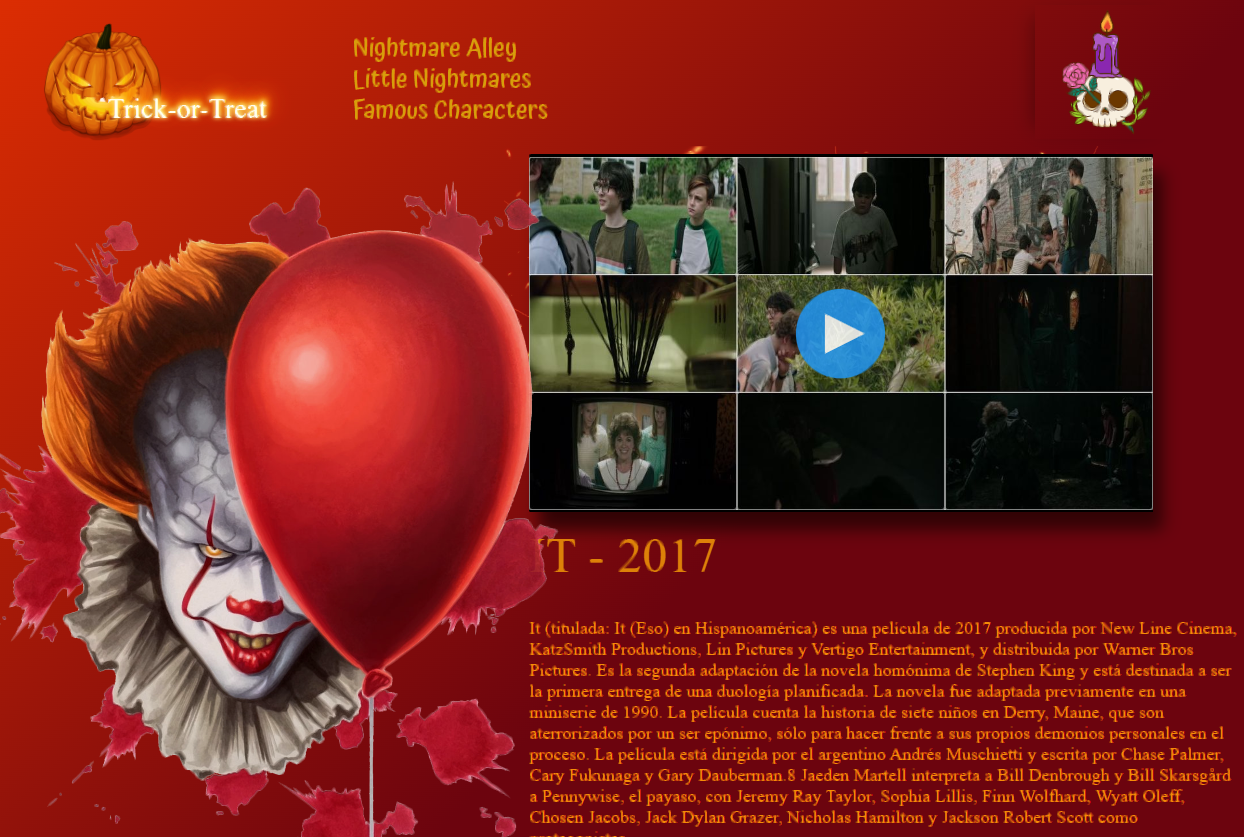 Trick-or-Treat
Nightmare Alley
Little Nightmares
Famous Characters
IT - 2017
It (titulada: It (Eso) en Hispanoamérica) es una película de 2017 producida por New Line Cinema,
KatzSmith Productions, Lin Pictures y Vertigo Entertainment, y distribuida por Warner Bros
Pictures. Es la segunda adaptación de la novela homónima de Stephen King y está destinada a ser
la primera entrega de una duología planificada. La novela fue adaptada previamente en una
miniserie de 1990. La película cuenta la historia de siete niños en Derry, Maine, que son
aterrorizados por un ser epónimo, sólo para hacer frente a sus propios demonios personales en el
proceso. La película está dirigida por el argentino Andrés Muschietti y escrita por Chase Palmer,
Cary Fukunaga y Gary Dauberman.8 Jaeden Martell interpreta a Bill Denbrough y Bill Skarsgård
a Pennywise, el payaso, con Jeremy Ray Taylor, Sophia Lillis, Finn Wolfhard, Wyatt Oleff,
Chosen Jacobs, Jack Dylan Grazer, Nicholas Hamilton y Jackson Robert Scott como